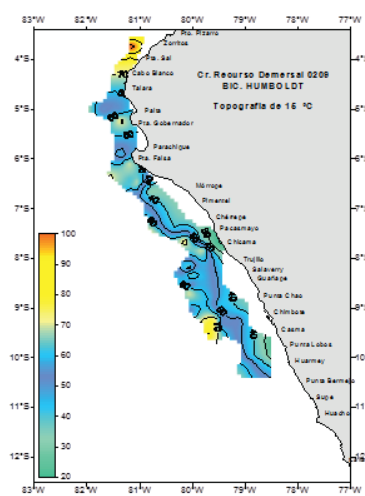 Pto. Pizarro
Zorritos
4°S
Pta. Sal
Cabo Blanco
Cr. Recurso Demersal 0209
BIC. HUMBOLDT
Talara
Topografia de 15 °C
5°S
Paita
Pta. Gobernador
Parachique
6°S
Pta. Falsa
Mórrope
Pimentel
7°S
Chérrepe
Pacasmayo
Chicama
100
Trujillo
8°S
Salaverry
90
Guañape
80
Punta Chao
9°S
70
Chimbote
Casma
60
10°S
Punta Lobos
50
Huarmey
11°S
40
Punta Bermejo
Supe
30
Huacho
12°S
20
83°W 82°W 81°W 80°W 79°W 78°W 77°W